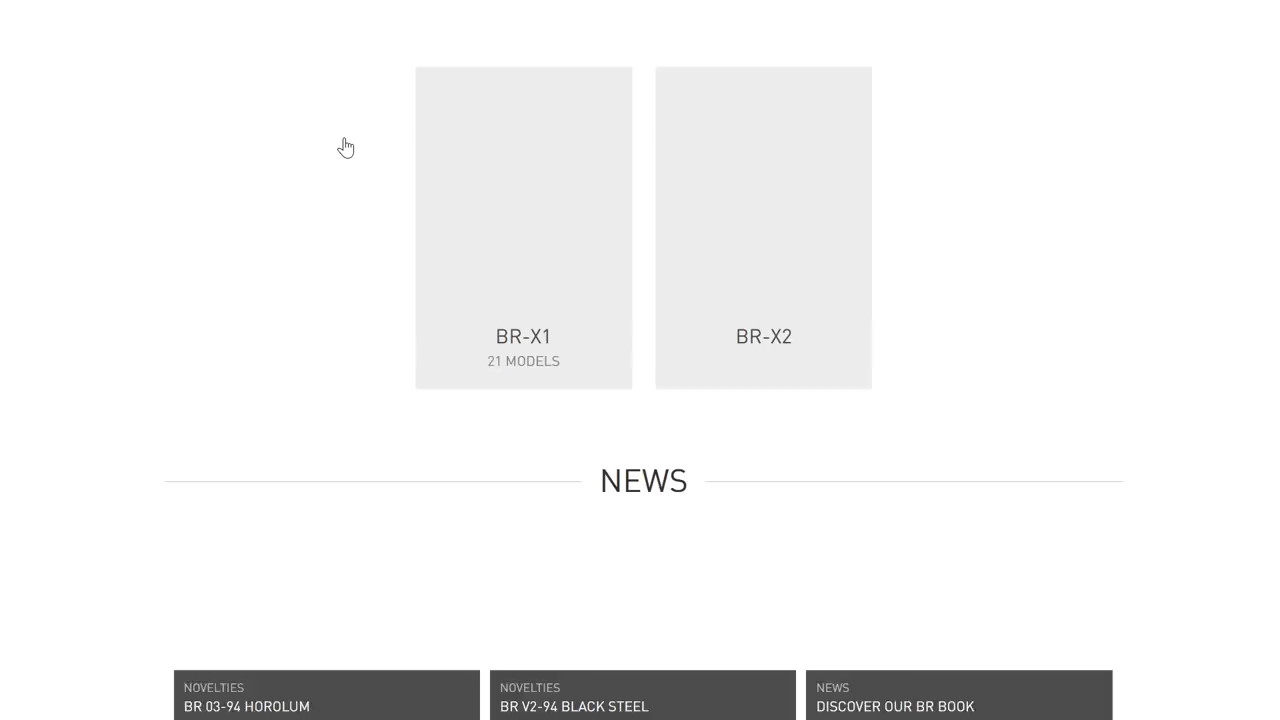 BR-X1
21 MODELS
BR-X2
NEWS
NOVELTIES
BR 03-94 HOROLUM
NOVELTIES
BR V2-94 BLACK STEEL
NEWS
DISCOVER OUR BR BOOK